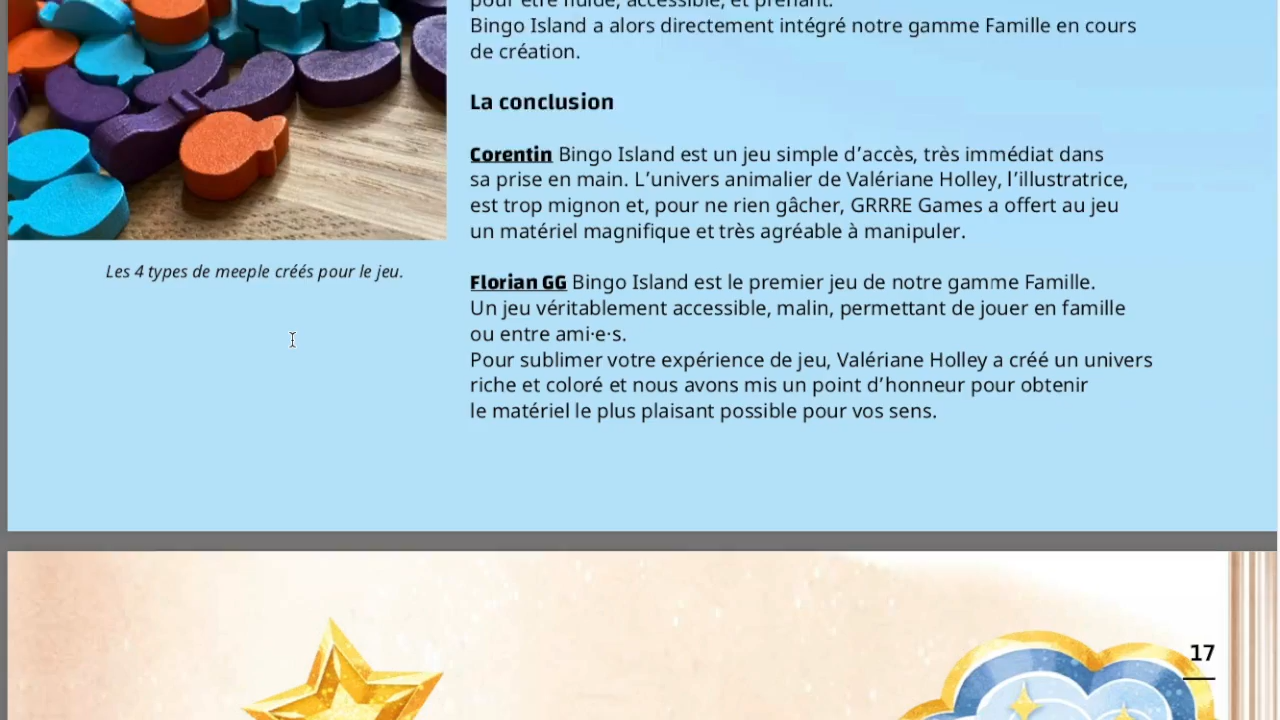 pour être fluide, accessible, et prenant.
Bingo Island a alors directement intégré notre gamme Famille en cours
de création.
La conclusion
Corentin Bingo Island est un jeu simple d’accès, très immédiat dans
sa prise en main. L’univers animalier de Valériane Holley, l’illustratrice,
est trop mignon et, pour ne rien gâcher, GRRRE Games a offert au jeu
un matériel magnifique et très agréable à manipuler.
Les 4 types de meeple créés pour le jeu.
Florian GG Bingo Island est le premier jeu de notre gamme Famille.
Un jeu véritablement accessible, malin, permettant de jouer en famille
ou entre ami·e·s.
Pour sublimer votre expérience de jeu, Valériane Holley a créé un univers
riche et coloré et nous avons mis un point d’honneur pour obtenir
le matériel le plus plaisant possible pour vos sens.
17